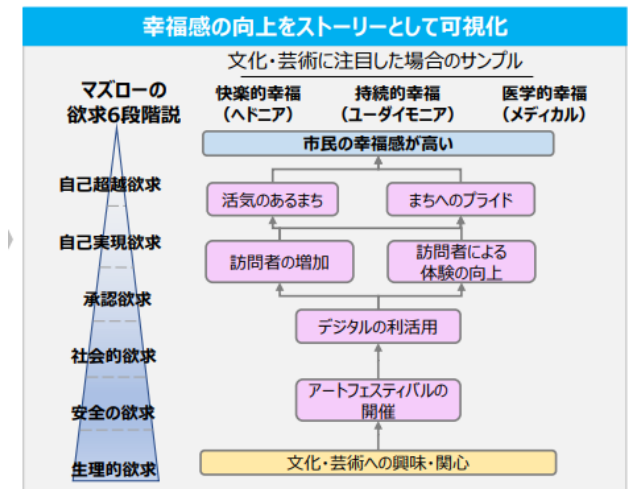 幸福感の向上をストーリーとして可視化
文化・芸術に注目した場合のサンプル
マズローの
欲求6段階説
快楽的幸福
（ヘドニア）
持続的幸福
（ユーダイモニア）
医学的幸福
（メディカル）
市民の幸福感が高い
自己超越欲求
活気のあるまち
まちへのプライド
自己実現欲求
訪問者の増加
訪問者による
体験の向上
承認欲求
デジタルの利活用
社会的欲求
アートフェスティバルの
開催
安全の欲求
生理的欲求
文化・芸術への興味・関心